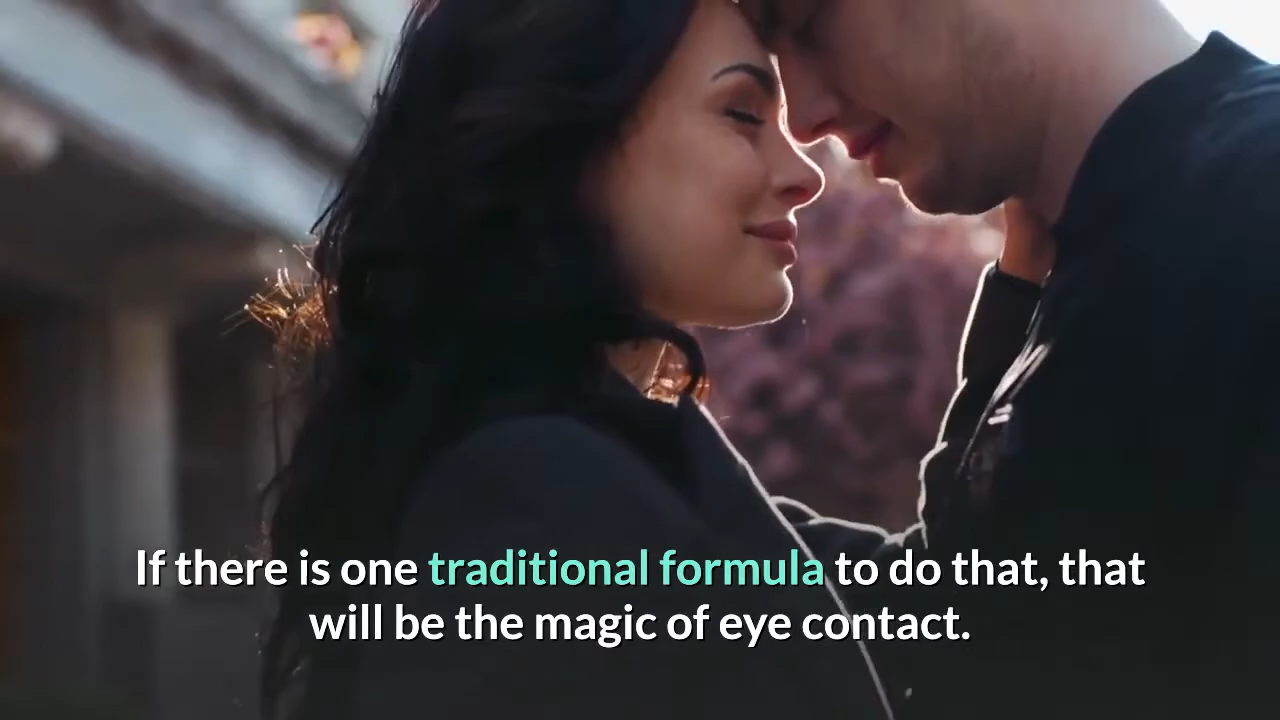 If there is one traditional formula to do that, that
will be the magic of eye contact.